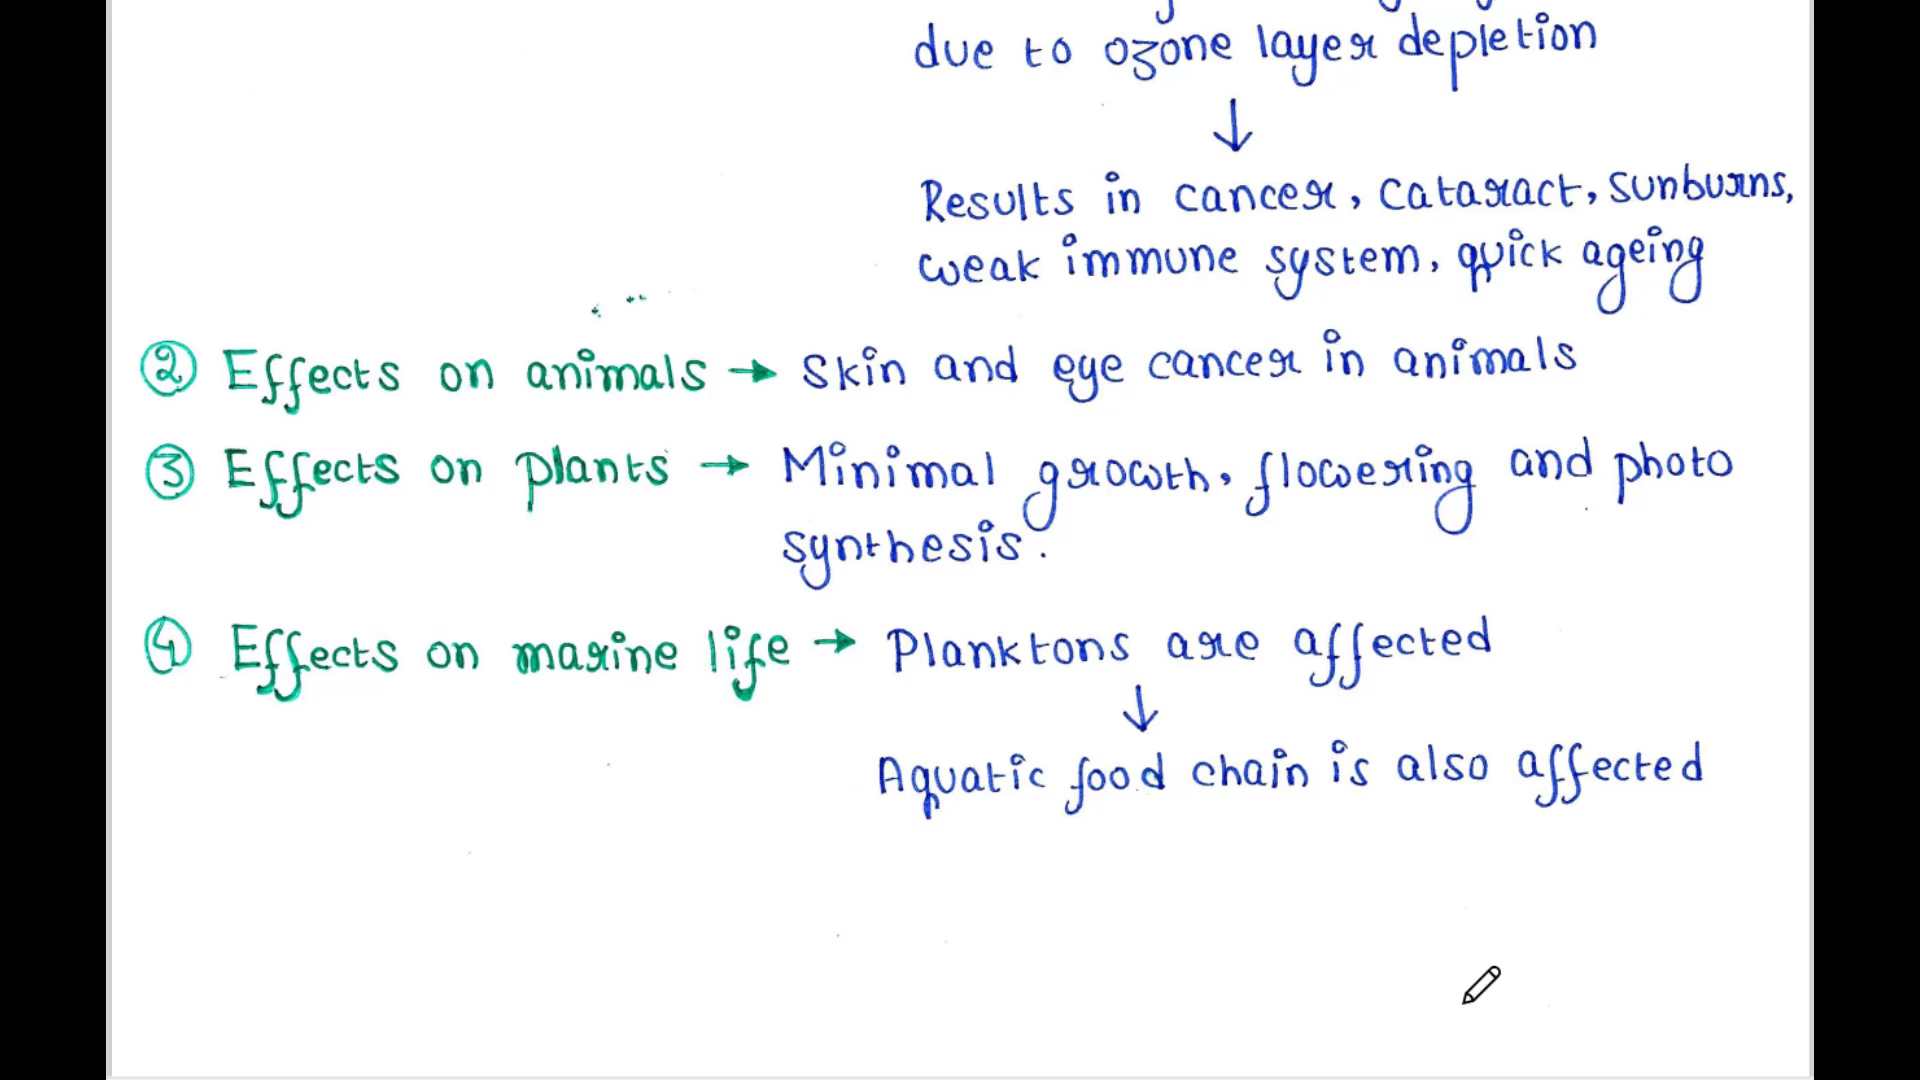 due to ozone layer depletion
↓
Results in cancer, cataract, sunburns,
weak immune system, quick ageing
② Effects on animals → Skin and eye cancer in animals
③ Effects on plants → Minimal growth, flowering and photo
synthesis.
④ Effects on marine life → Planktons are affected
↓
Aquatic food chain is also affected